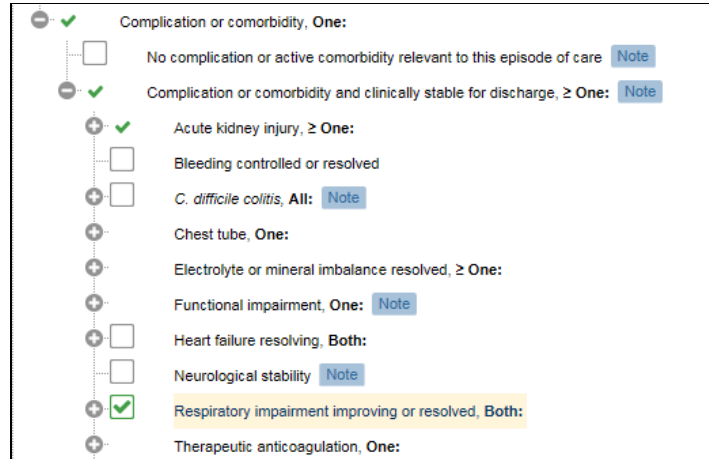 Complication or comorbidity, One:
No complication or active comorbidity relevant to this episode of care Note
Complication or comorbidity and clinically stable for discharge, ≥ One: Note
Acute kidney injury, ≥ One:
Bleeding controlled or resolved
C. difficile colitis, All: Note
Chest tube, One:
Electrolyte or mineral imbalance resolved, ≥ One:
Functional impairment, One: Note
Heart failure resolving, Both:
Neurological stability Note
Respiratory impairment improving or resolved, Both:
Therapeutic anticoagulation, One: